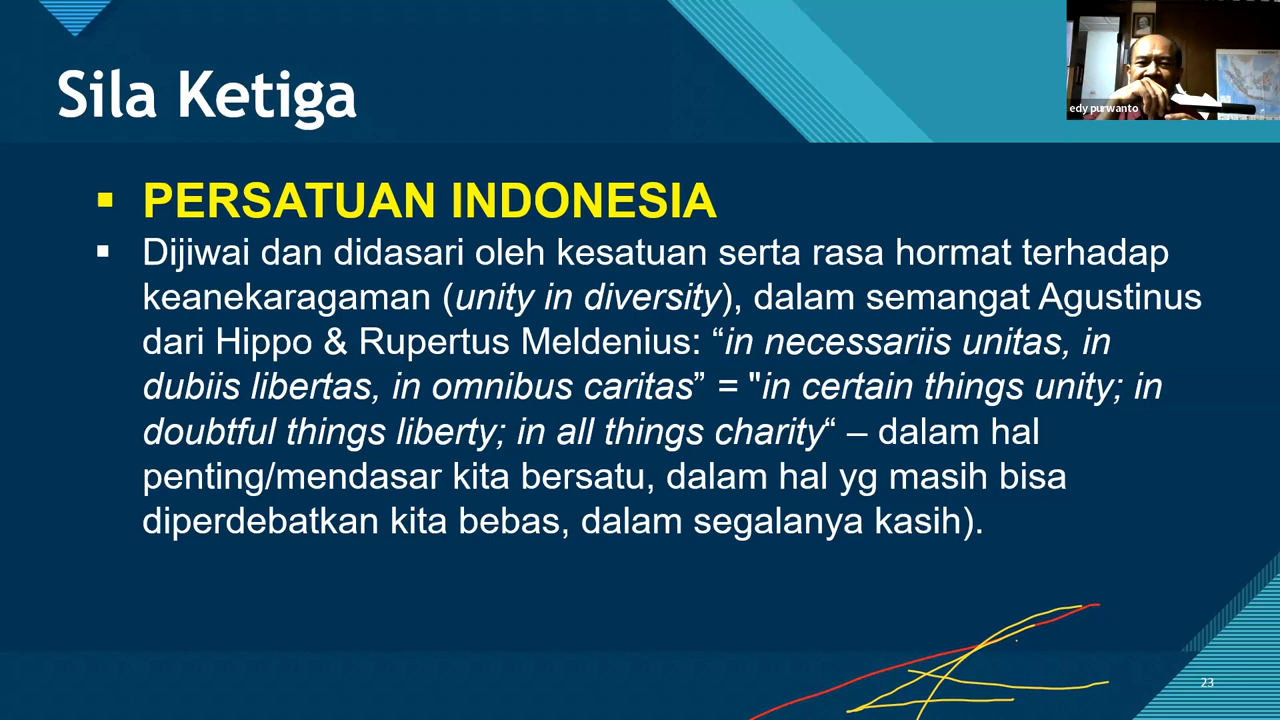 Sila Ketiga
edy purwanto
PERSATUAN INDONESIA
Dijiwai dan didasari oleh kesatuan serta rasa hormat terhadap
keanekaragaman (unity in diversity), dalam semangat Agustinus
dari Hippo & Rupertus Meldenius: “in necessariis unitas, in
dubiis libertas, in omnibus caritas” = "in certain things unity; in
doubtful things liberty; in all things charity“ – dalam hal
penting/mendasar kita bersatu, dalam hal yg masih bisa
diperdebatkan kita bebas, dalam segalanya kasih).
23